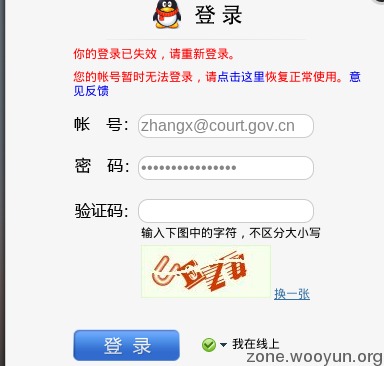 登 录
你的登录已失效，请重新登录。
您的帐号暂时无法登录，请点击这里恢复正常使用。意
见反馈
帐 号：zhangx@court.gov.cn
密 码：••••••••••••••••
验证码：
输入下图中的字符，不区分大小写
换一张
登 录
我在线上
zone.wooyun.org